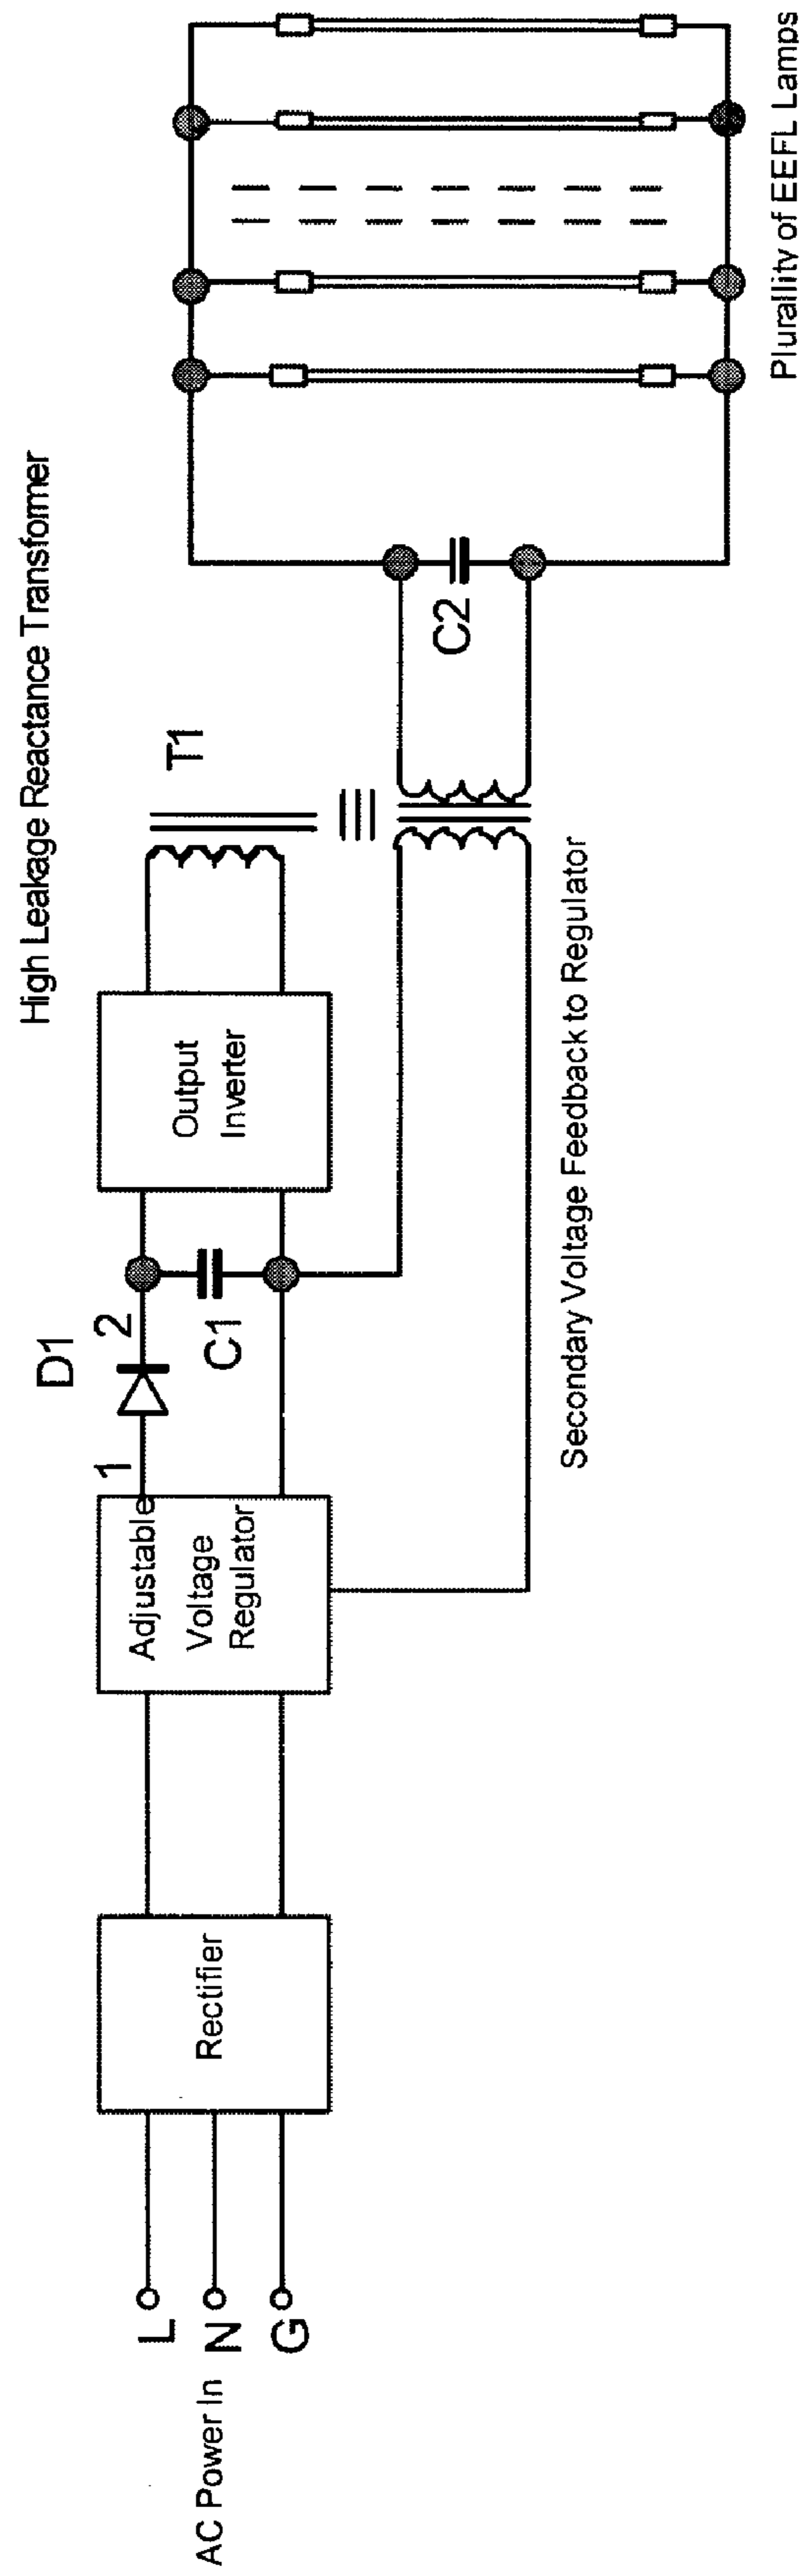 High Leakage Reactance Transformer
T1
D1
1
2
C1
C2
Output
Inverter
Adjustable
Voltage
Regulator
Rectifier
L
N
G
AC Power In
Secondary Voltage Feedback to Regulator
Plurallity of EEFL Lamps